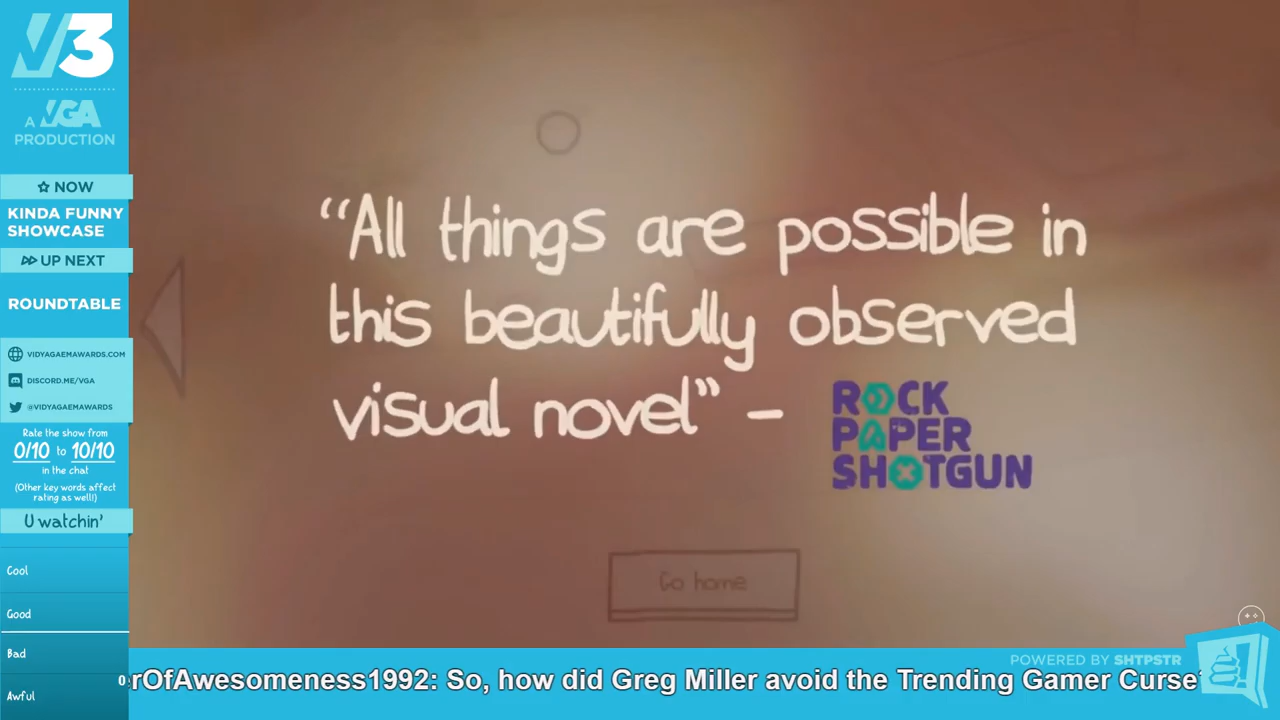 V3
A VGA
PRODUCTION
NOW
KINDA FUNNY
SHOWCASE
UP NEXT
ROUNDTABLE
VIDYAGAEMAWARDS.COM
DISCORD.ME/VGA
@VIDYAGAEMAWARDS
Rate the show from
0/10 to 10/10
in the chat
(Other key words affect
rating as well!)
U watchin'
Cool
Good
Bad
Awful
0
“All things are possible in
this beautifully observed
visual novel” –
ROCK
PAPER
SHOTGUN
Go home
POWERED BY SHTPSTR
erOfAwesomeness1992: So, how did Greg Miller avoid the Trending Gamer Curse